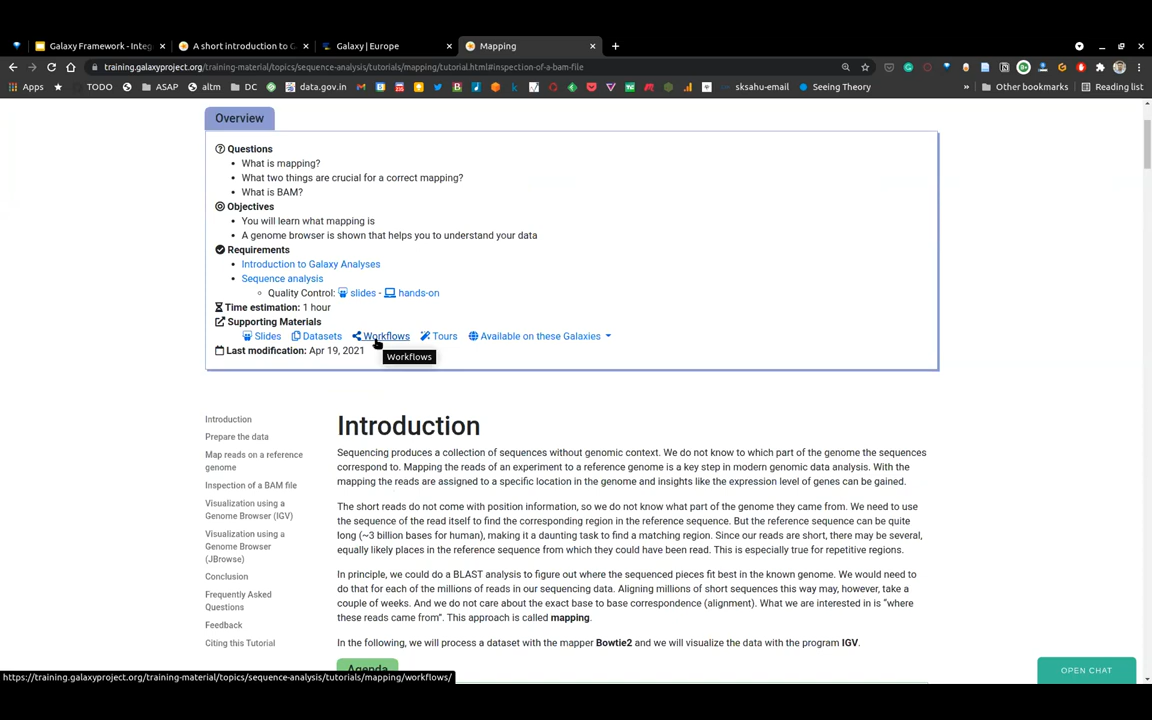 Galaxy Framework - Integ
A short introduction to G
Galaxy | Europe
Mapping
training.galaxyproject.org/training-material/topics/sequence-analysis/tutorials/mapping/tutorial.html#inspection-of-a-bam-file
Apps TODO ASAP altm DC data.gov.in sksahu-email Seeing Theory » Other bookmarks Reading list
Overview
Questions
• What is mapping?
• What two things are crucial for a correct mapping?
• What is BAM?
Objectives
• You will learn what mapping is
• A genome browser is shown that helps you to understand your data
Requirements
• Introduction to Galaxy Analyses
• Sequence analysis
Quality Control: slides - hands-on
Time estimation: 1 hour
Supporting Materials
Slides Datasets Workflows Tours Available on these Galaxies
Last modification: Apr 19, 2021
Workflows
Introduction
Prepare the data
Map reads on a reference
genome
Inspection of a BAM file
Visualization using a
Genome Browser (IGV)
Visualization using a
Genome Browser
(JBrowse)
Conclusion
Frequently Asked
Questions
Feedback
Citing this Tutorial
Introduction
Sequencing produces a collection of sequences without genomic context. We do not know to which part of the genome the sequences
correspond to. Mapping the reads of an experiment to a reference genome is a key step in modern genomic data analysis. With the
mapping the reads are assigned to a specific location in the genome and insights like the expression level of genes can be gained.
The short reads do not come with position information, so we do not know what part of the genome they came from. We need to
use the sequence of the read itself to find the corresponding region in the reference sequence. But the reference sequence can be quite
long (~3 billion bases for human), making it a daunting task to find a matching region. Since our reads are short, there may be several,
equally likely places in the reference sequence from which they could have been read. This is especially true for repetitive regions.
In principle, we could do a BLAST analysis to figure out where the sequenced pieces fit best in the known genome. We would need to
do that for each of the millions of reads in our sequencing data. Aligning millions of short sequences this way may, however, take a
couple of weeks. And we do not care about the exact base to base correspondence (alignment). What we are interested in is “where
these reads came from”. This approach is called mapping.
In the following, we will process a dataset with the mapper Bowtie2 and we will visualize the data with the program IGV.
Agenda
OPEN CHAT
https://training.galaxyproject.org/training-material/topics/sequence-analysis/tutorials/mapping/workflows/